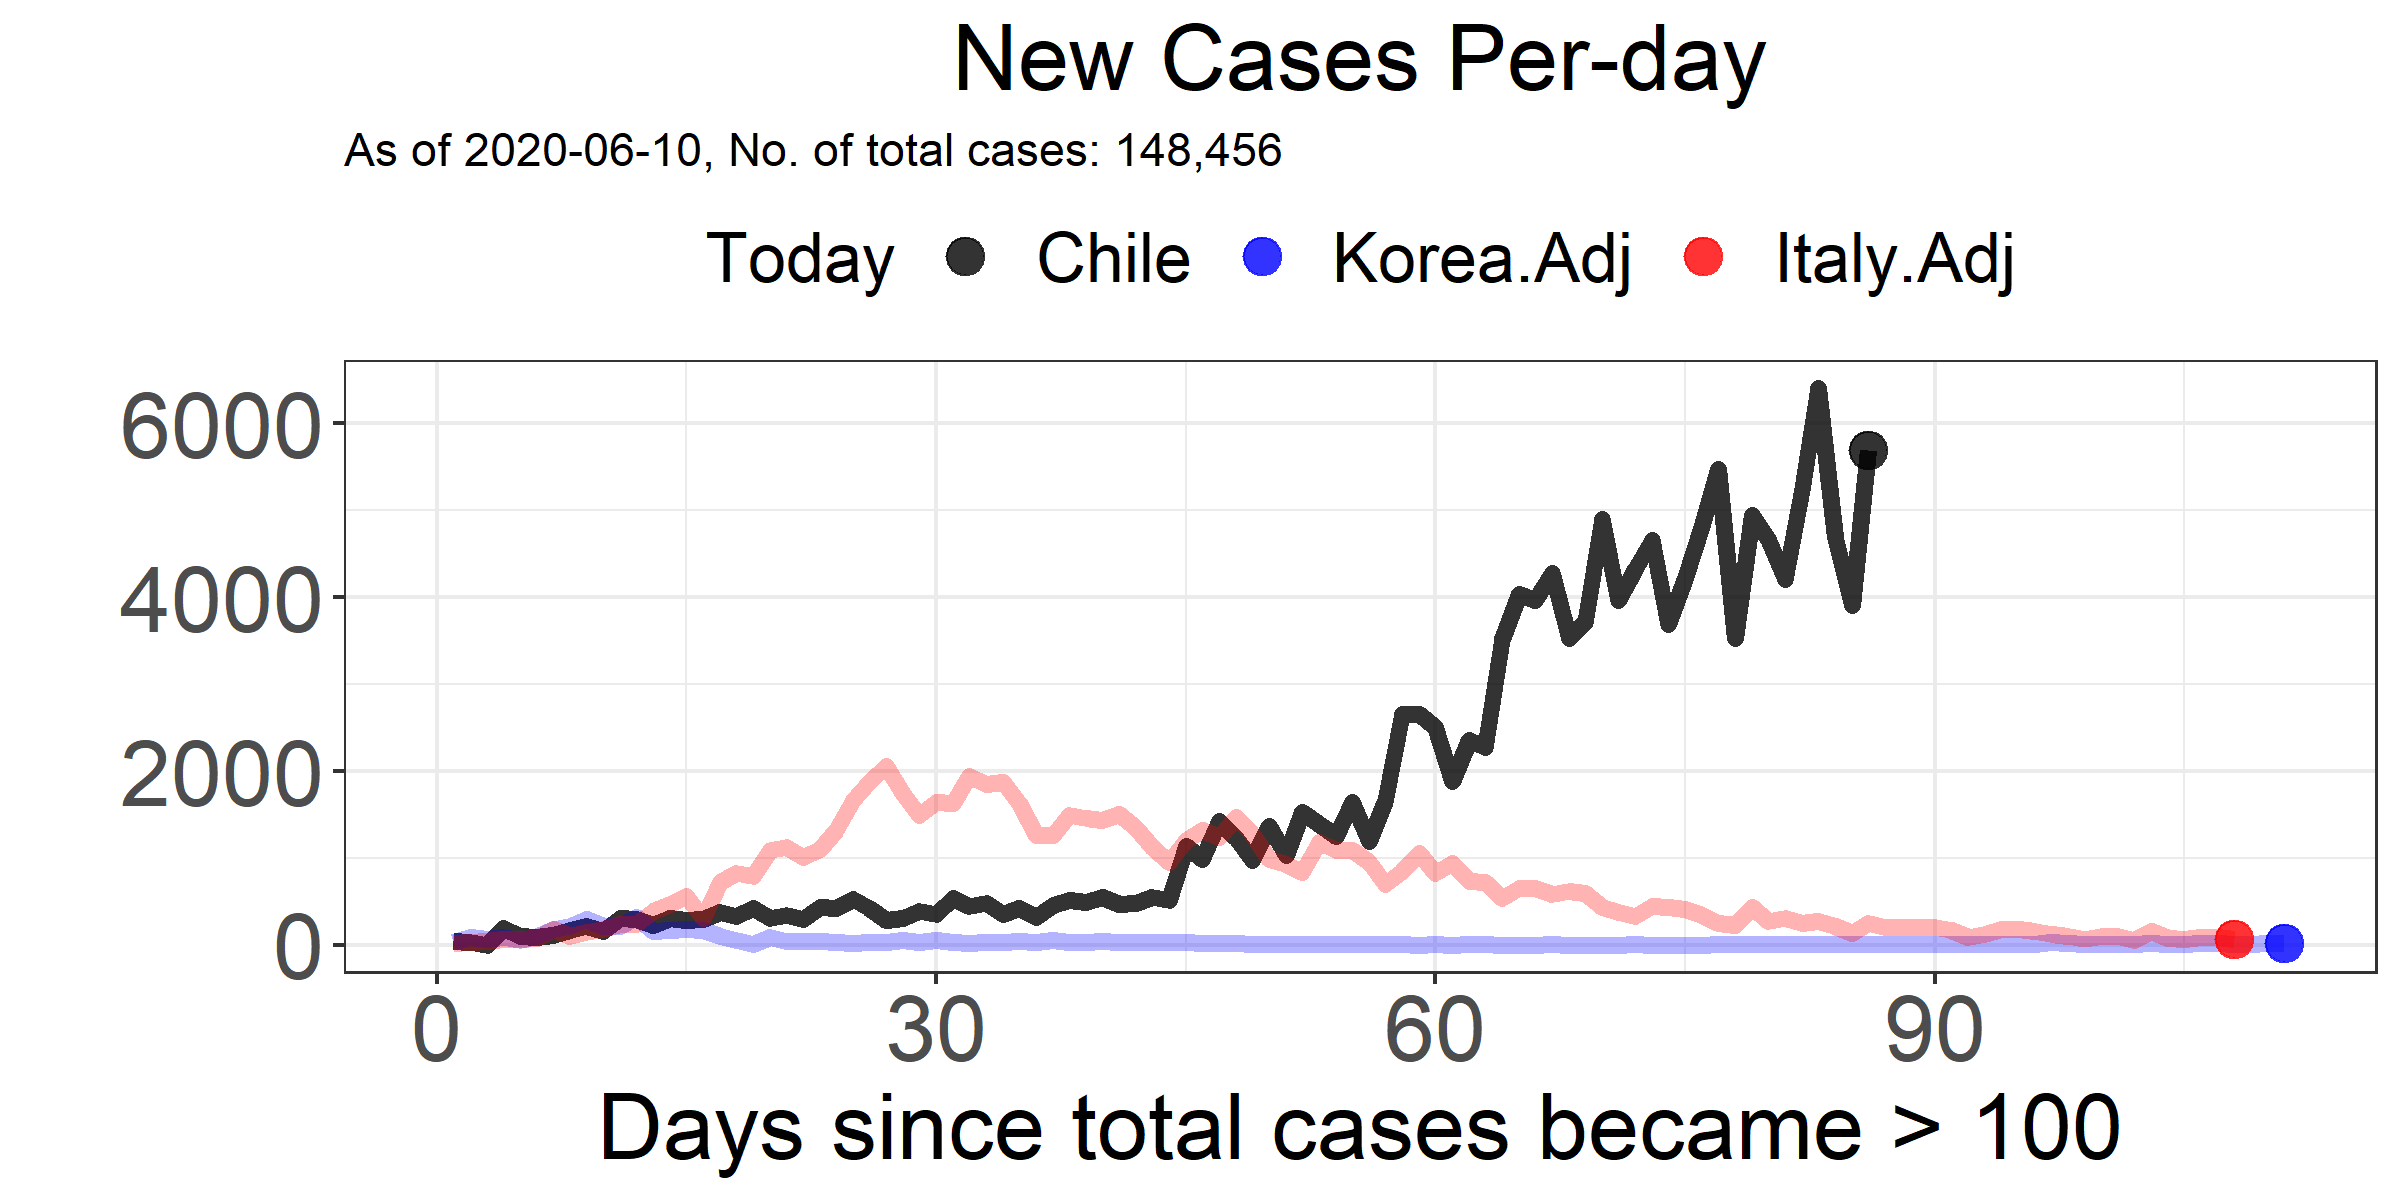 New Cases Per-day
As of 2020-06-10, No. of total cases: 148,456
Today Chile Korea.Adj Italy.Adj
6000
4000
2000
0
0 30 60 90
Days since total cases became > 100